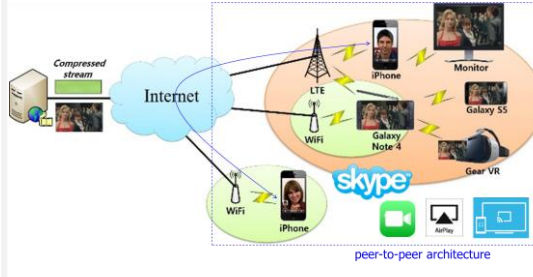 Compressed
stream
Internet
LTE
WiFi
iPhone
Monitor
Galaxy S5
Galaxy
Note 4
Gear VR
WiFi
iPhone
skype
AirPlay
peer-to-peer architecture